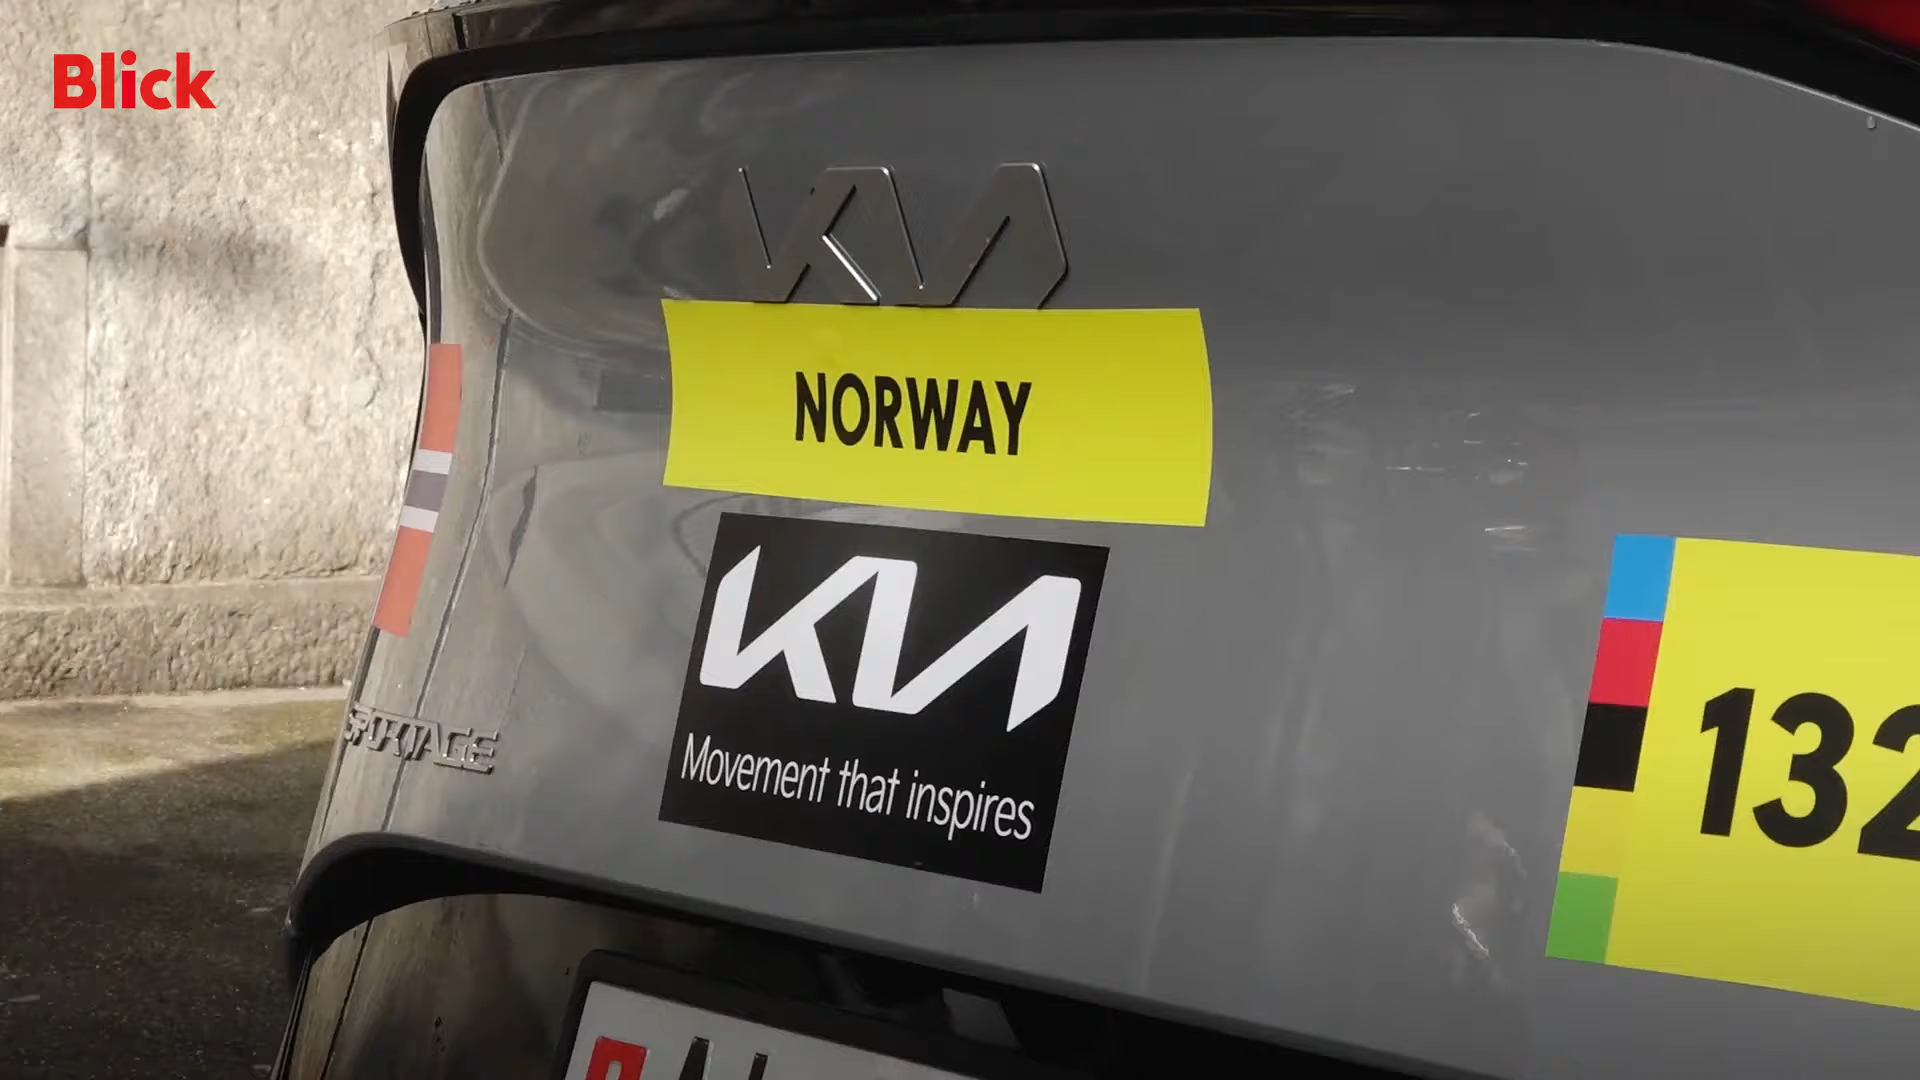 Blick
KIA
NORWAY
KIA
Movement that inspires
SPORTAGE
132